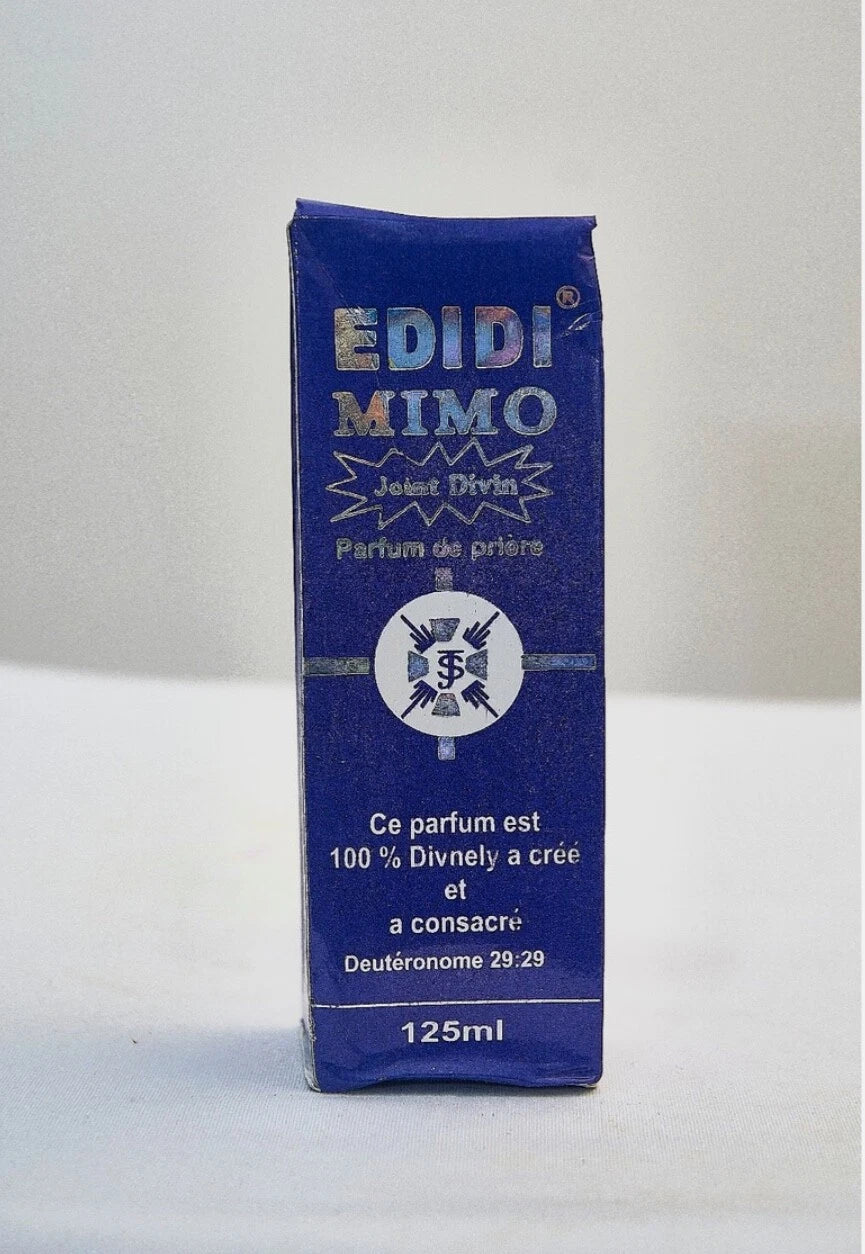 EDIDI®
MIMO
Joint Divin
Parfum de prière
JS
Ce parfum est
100 % Divnely a créé
et
a consacré
Deutéronome 29:29
125ml